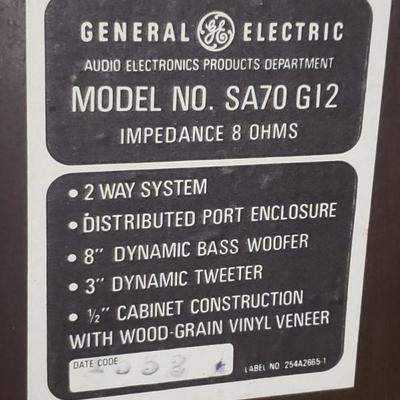 GENERAL GE ELECTRIC
AUDIO ELECTRONICS PRODUCTS DEPARTMENT
MODEL NO. SA70 G12
IMPEDANCE 8 OHMS
• 2 WAY SYSTEM
• DISTRIBUTED PORT ENCLOSURE
• 8" DYNAMIC BASS WOOFER
• 3" DYNAMIC TWEETER
• ½" CABINET CONSTRUCTION
WITH WOOD-GRAIN VINYL VENEER
DATE CODE
LABEL NO. 254A2665-1